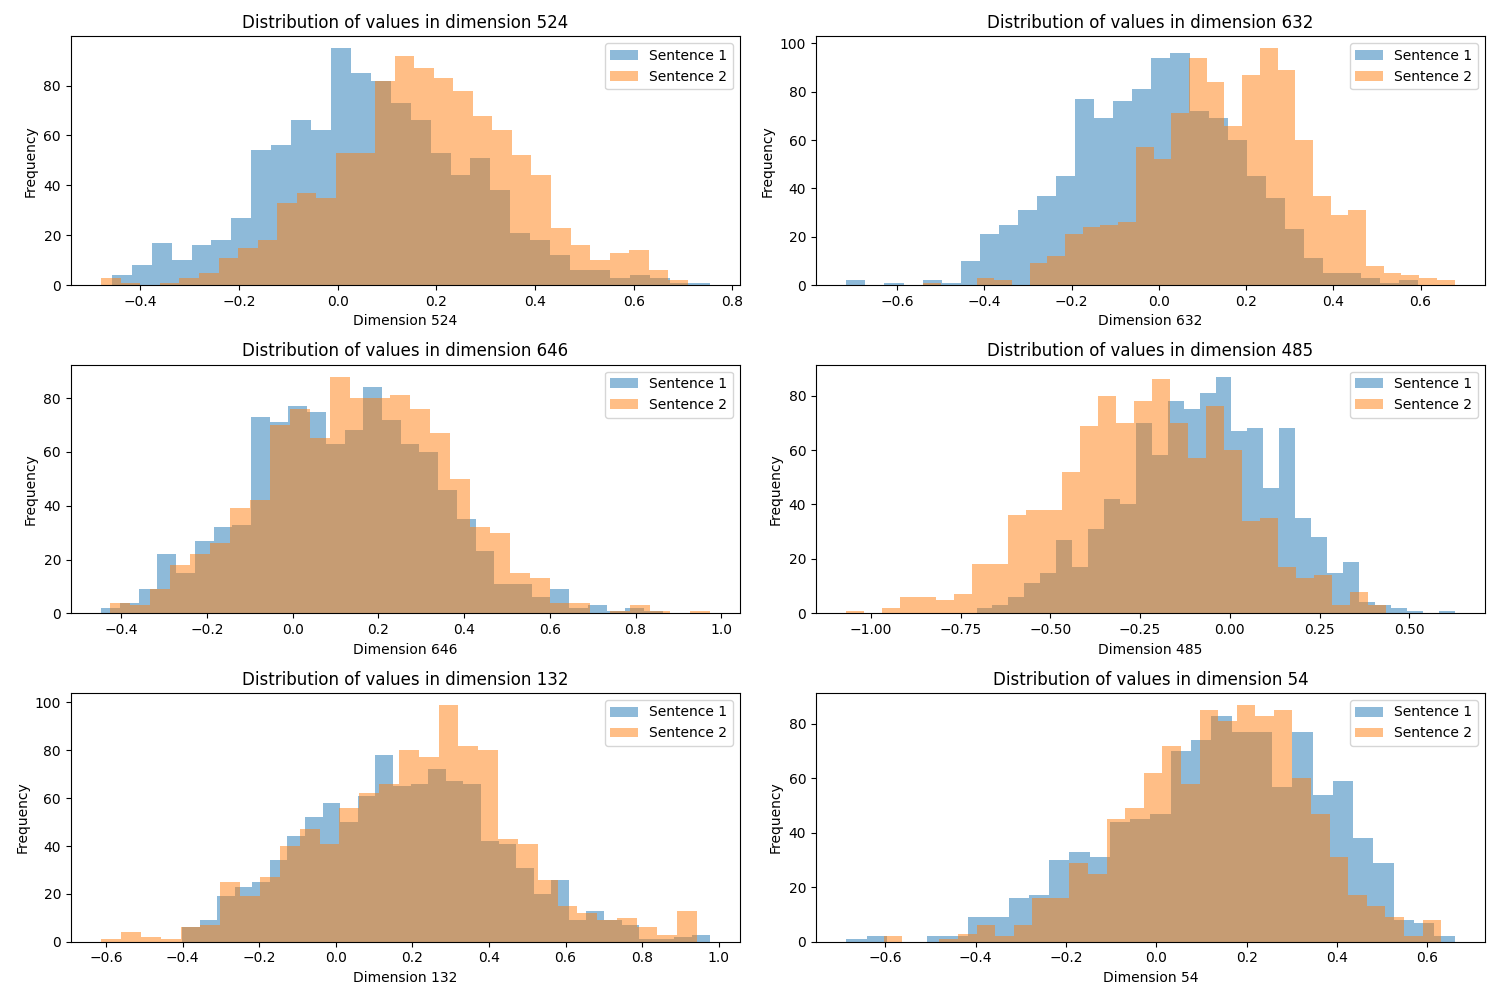 Distribution of values in dimension 524
Sentence 1
Sentence 2
Frequency
80
60
40
20
0
−0.4 −0.2 0.0 0.2 0.4 0.6 0.8
Dimension 524
Distribution of values in dimension 632
Sentence 1
Sentence 2
Frequency
100
80
60
40
20
0
−0.6 −0.4 −0.2 0.0 0.2 0.4 0.6
Dimension 632
Distribution of values in dimension 646
Sentence 1
Sentence 2
Frequency
80
60
40
20
0
−0.4 −0.2 0.0 0.2 0.4 0.6 0.8 1.0
Dimension 646
Distribution of values in dimension 485
Sentence 1
Sentence 2
Frequency
80
60
40
20
0
−1.00 −0.75 −0.50 −0.25 0.00 0.25 0.50
Dimension 485
Distribution of values in dimension 132
Sentence 1
Sentence 2
Frequency
100
80
60
40
20
0
−0.6 −0.4 −0.2 0.0 0.2 0.4 0.6 0.8 1.0
Dimension 132
Distribution of values in dimension 54
Sentence 1
Sentence 2
Frequency
80
60
40
20
0
−0.6 −0.4 −0.2 0.0 0.2 0.4 0.6
Dimension 54